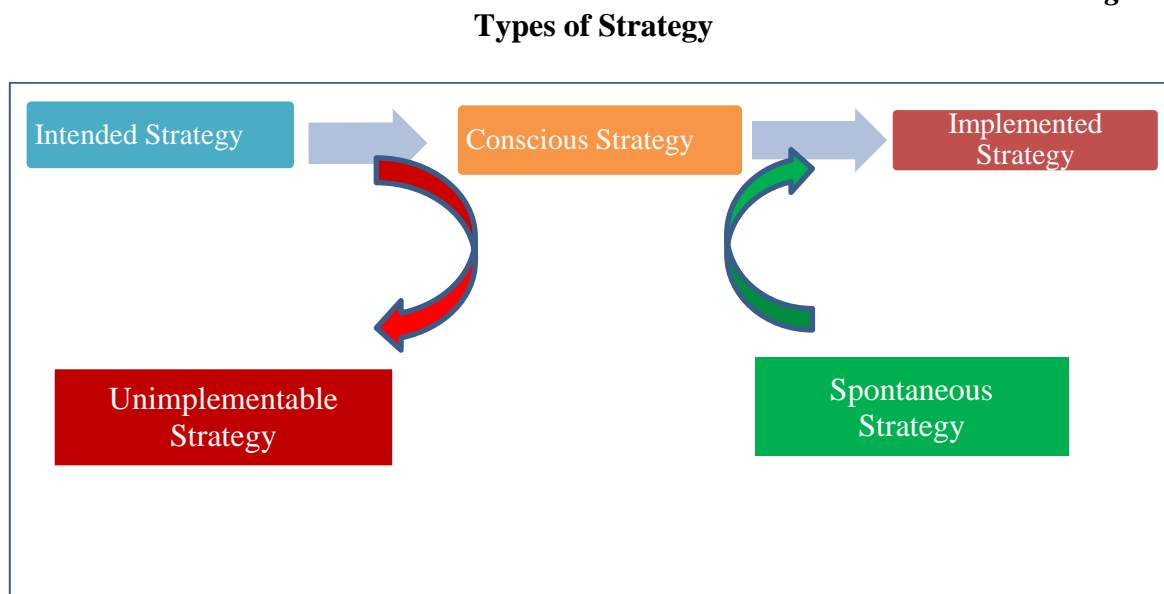 g
Types of Strategy
Intended Strategy
Conscious Strategy
Implemented
Strategy
Unimplementable
Strategy
Spontaneous
Strategy